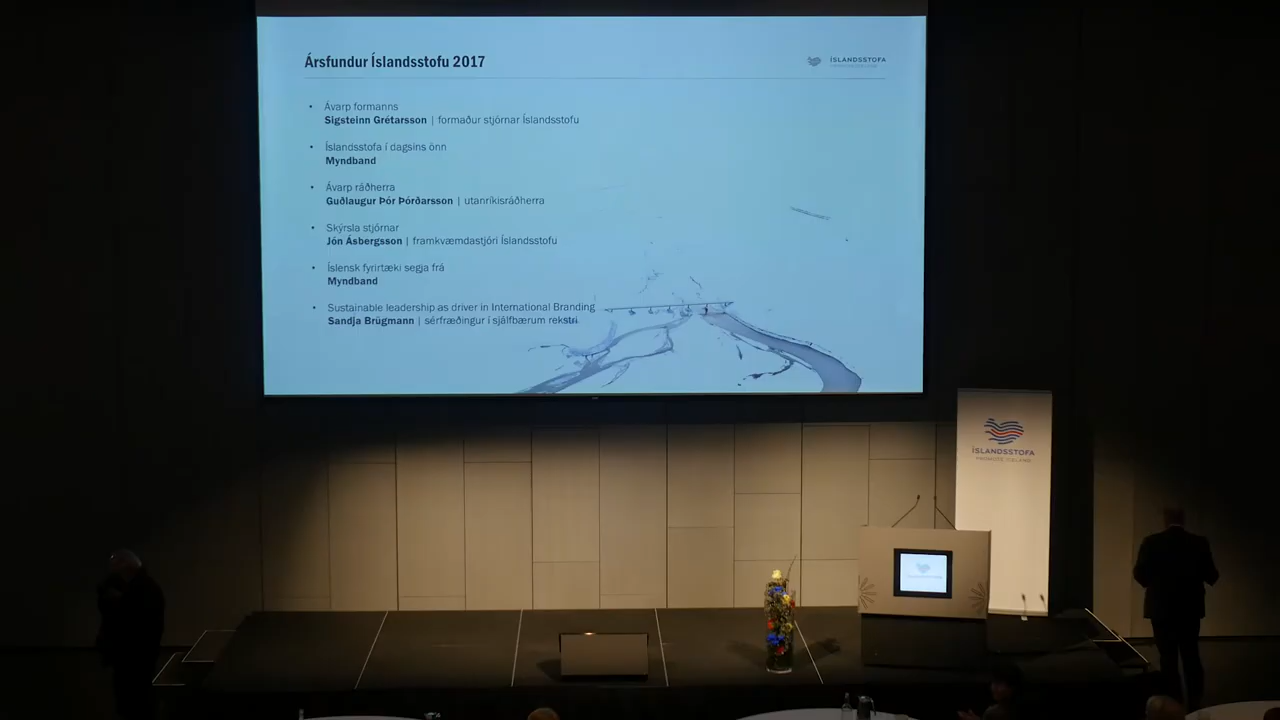 Ársfundur Íslandsstofu 2017
ÍSLANDSSTOFA
• Ávarp formanns
Sigsteinn Grétarsson | formaður stjórnar Íslandsstofu
• Íslandsstofa í dagsins önn
Myndband
• Ávarp ráðherra
Guðlaugur Þór Þórðarsson | utanríkisráðherra
• Skýrsla stjórnar
Jón Ásbergsson | framkvæmdastjóri Íslandsstofu
• Íslensk fyrirtæki segja frá
Myndband
• Sustainable leadership as driver in International Branding
Sandja Brügmann | sérfræðingur í sjálfbærum rekstri
ÍSLANDSSTOFA
PROMOTE ICELAND